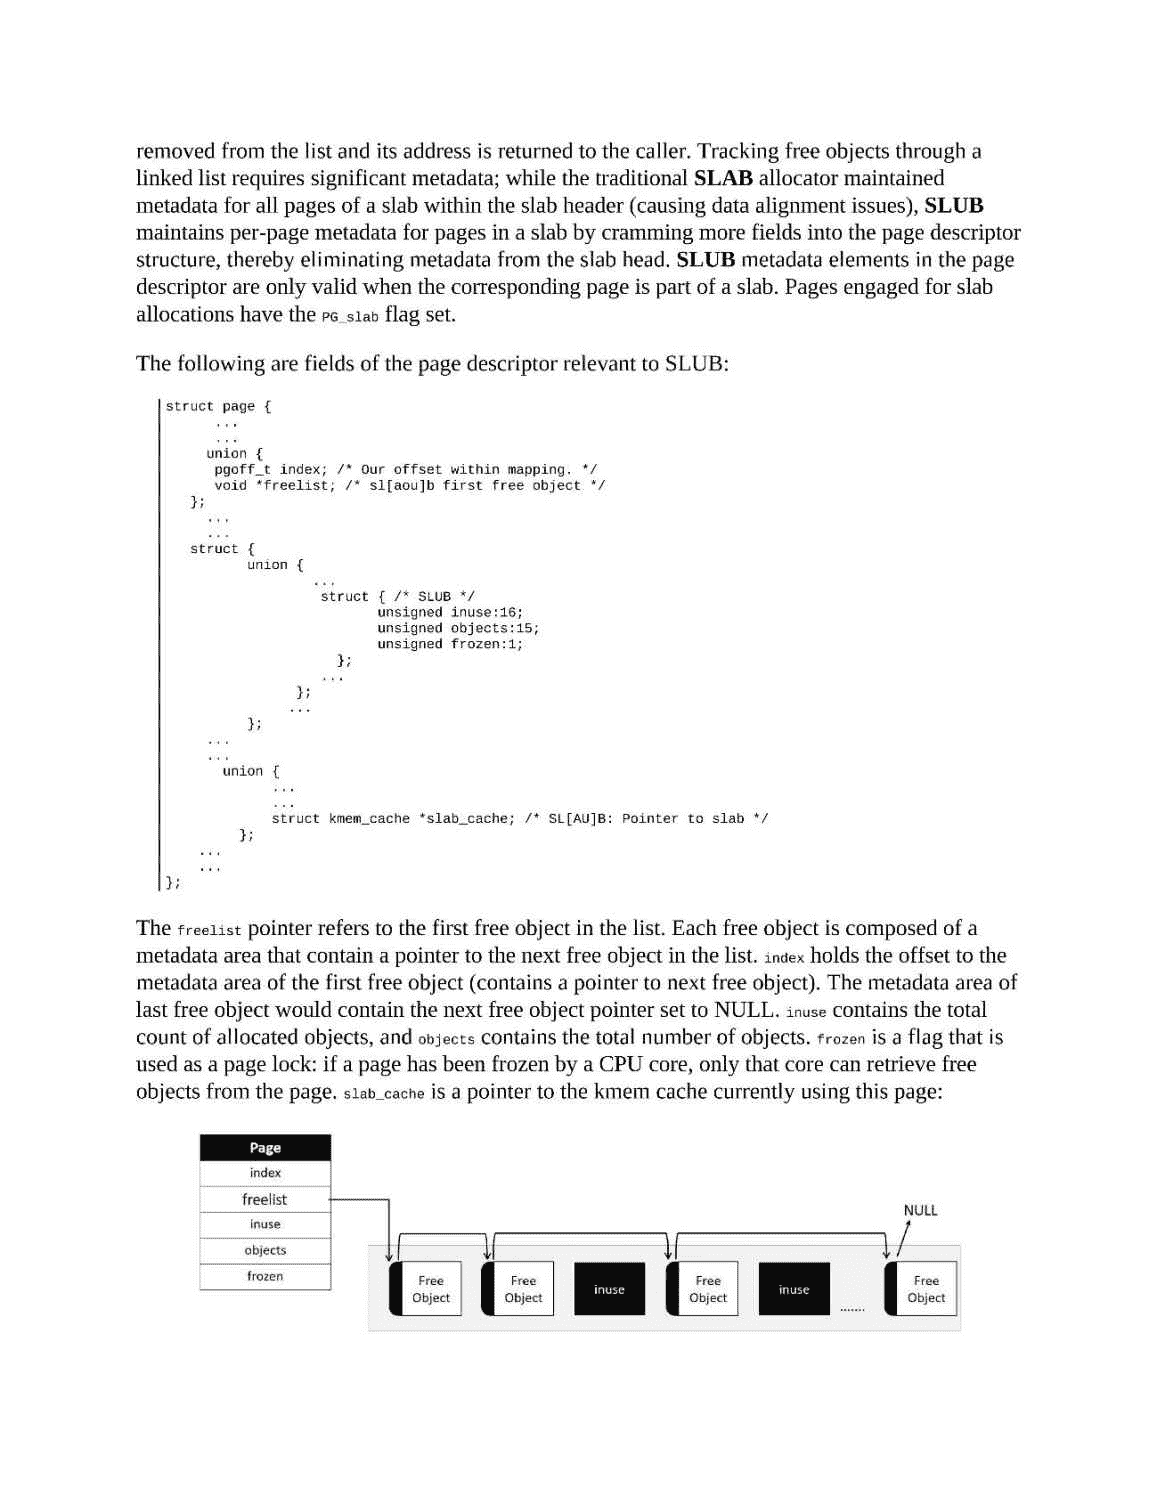 removed from the list and its address is returned to the caller. Tracking free objects through a
linked list requires significant metadata; while the traditional SLAB allocator maintained
metadata for all pages of a slab within the slab header (causing data alignment issues), SLUB
maintains per-page metadata for pages in a slab by cramming more fields into the page descriptor
structure, thereby eliminating metadata from the slab head. SLUB metadata elements in the page
descriptor are only valid when the corresponding page is part of a slab. Pages engaged for slab
allocations have the PG_slab flag set.
The following are fields of the page descriptor relevant to SLUB:
struct page {
...
...
union {
pgoff_t index; /* Our offset within mapping. */
void *freelist; /* sl[aou]b first free object */
};
...
...
struct {
union {
...
struct { /* SLUB */
unsigned inuse:16;
unsigned objects:15;
unsigned frozen:1;
};
...
};
...
};
...
...
union {
...
...
struct kmem_cache *slab_cache; /* SL[AU]B: Pointer to slab */
};
...
...
};
The freelist pointer refers to the first free object in the list. Each free object is composed of a
metadata area that contain a pointer to the next free object in the list. index holds the offset to the
metadata area of the first free object (contains a pointer to next free object). The metadata area of
last free object would contain the next free object pointer set to NULL. inuse contains the total
count of allocated objects, and objects contains the total number of objects. frozen is a flag that is
used as a page lock: if a page has been frozen by a CPU core, only that core can retrieve free
objects from the page. slab_cache is a pointer to the kmem cache currently using this page:
Page
index
freelist
inuse
objects
frozen
NULL
Free
Object
Free
Object
inuse
Free
Object
inuse
.......
Free
Object